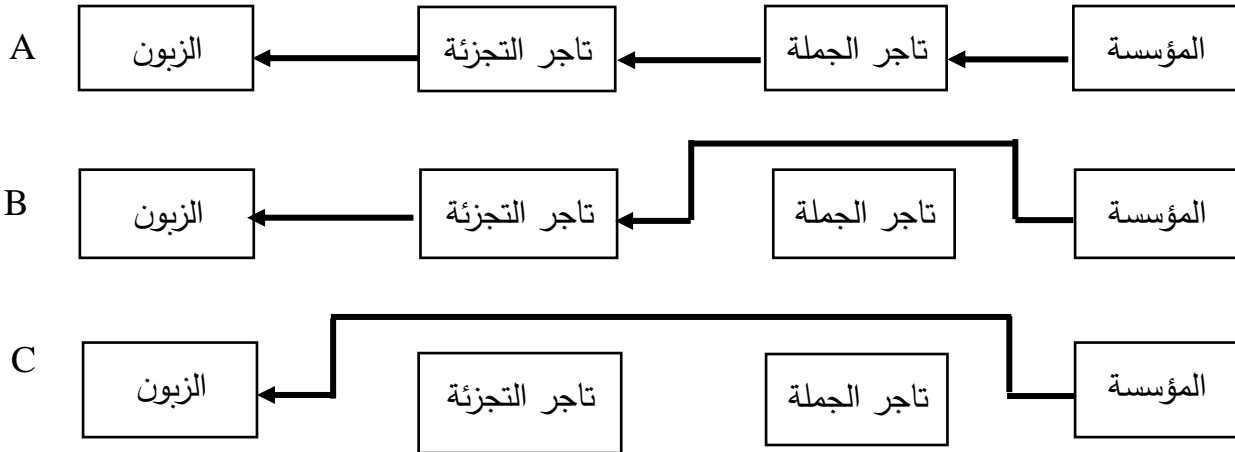 A
المؤسسة
تاجر الجملة
تاجر التجزئة
الزبون
B
المؤسسة
تاجر الجملة
تاجر التجزئة
الزبون
C
المؤسسة
تاجر الجملة
تاجر التجزئة
الزبون